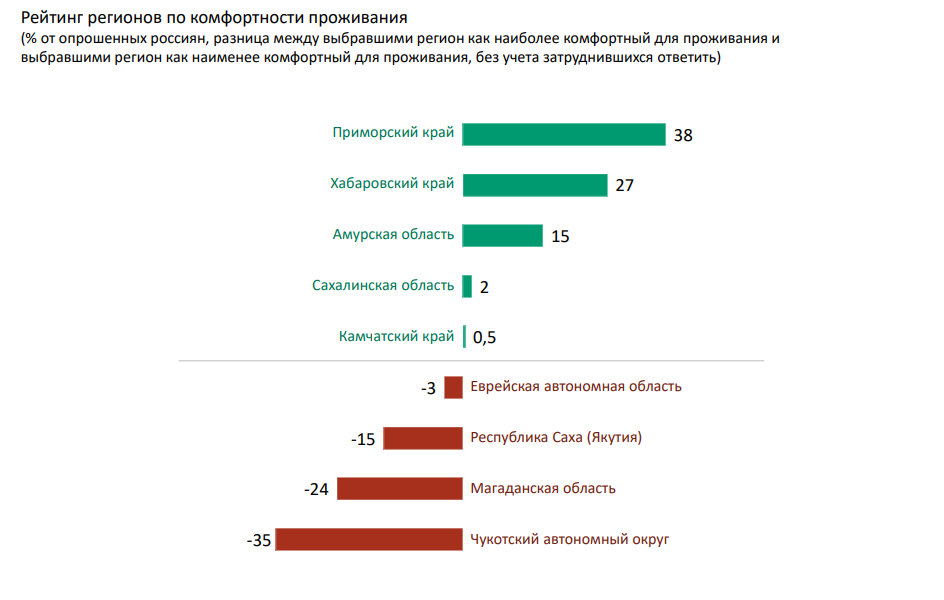 Рейтинг регионов по комфортности проживания
(% от опрошенных россиян, разница между выбравшими регион как наиболее комфортный для проживания и
выбравшими регион как наименее комфортный для проживания, без учета затруднившихся ответить)
Приморский край 38
Хабаровский край 27
Амурская область 15
Сахалинская область 2
Камчатский край 0,5
-3 Еврейская автономная область
-15 Республика Саха (Якутия)
-24 Магаданская область
-35 Чукотский автономный округ